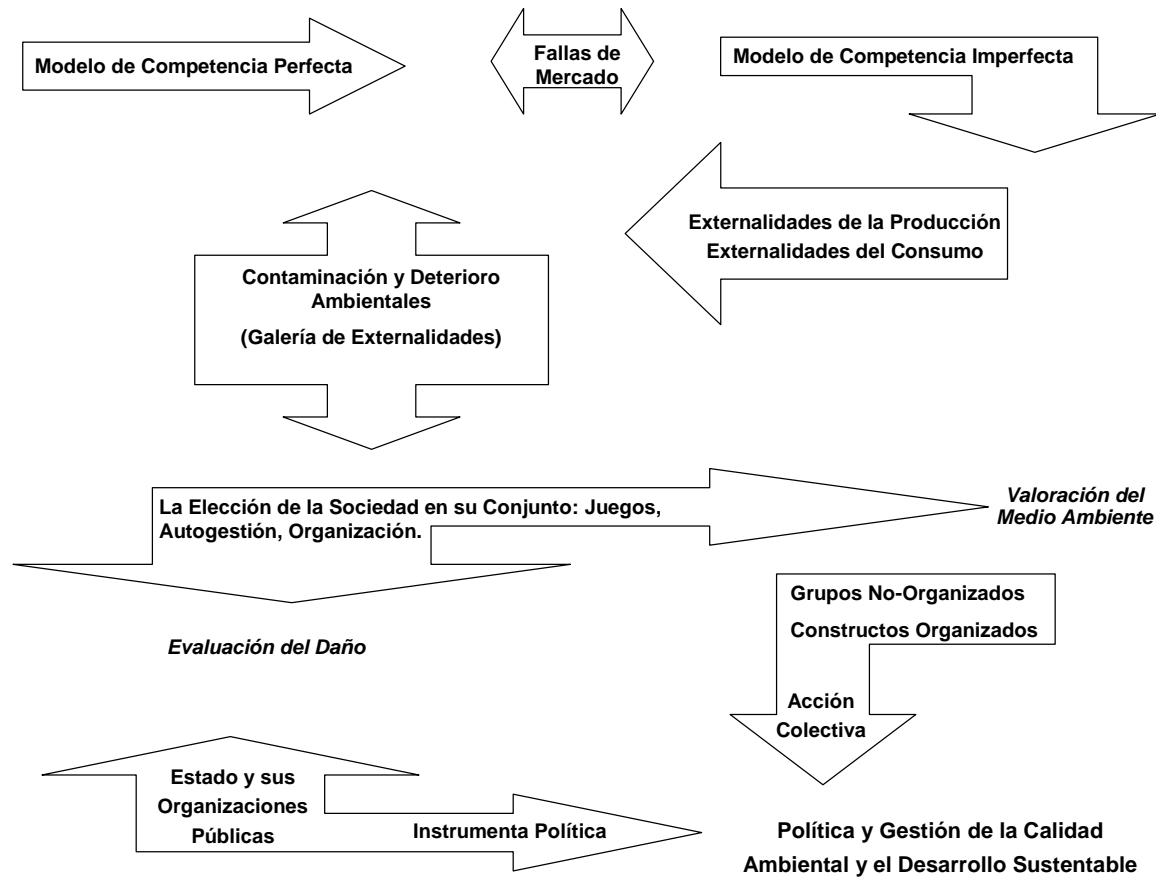 Modelo de Competencia Perfecta
Fallas de
Mercado
Modelo de Competencia Imperfecta
Externalidades de la Producción
Externalidades del Consumo
Contaminación y Deterioro
Ambientales
(Galería de Externalidades)
La Elección de la Sociedad en su Conjunto: Juegos,
Autogestión, Organización.
Valoración del
Medio Ambiente
Grupos No-Organizados
Constructos Organizados
Acción
Colectiva
Evaluación del Daño
Estado y sus
Organizaciones
Públicas
Instrumenta Política
Política y Gestión de la Calidad
Ambiental y el Desarrollo Sustentable